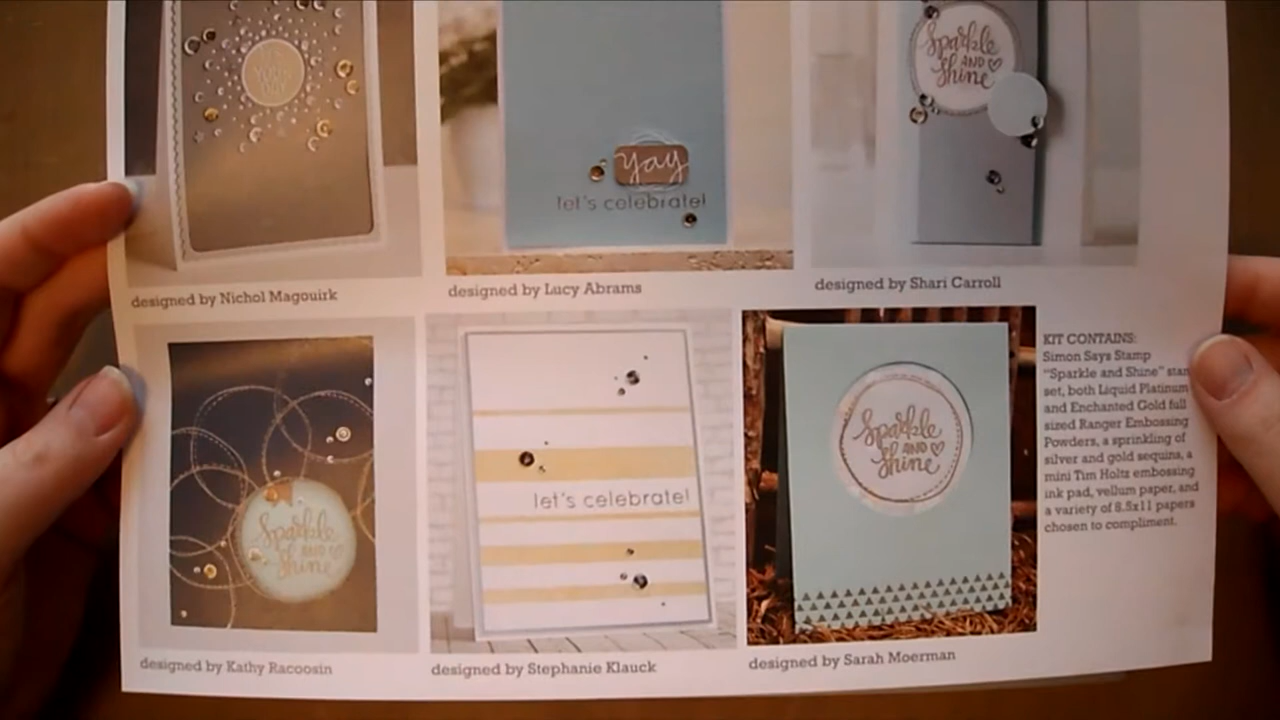 Sparkle
AND
Shine
yay
let's celebrate!
designed by Nichol Magouirk
designed by Lucy Abrams
designed by Shari Carroll
Sparkle
AND
Shine
let's celebrate!
Sparkle
AND
Shine
KIT CONTAINS:
Simon Says Stamp
"Sparkle and Shine" stam
set, both Liquid Platinum
and Enchanted Gold full
sized Ranger Embossing
Powders, a sprinkling of
silver and gold sequins, a
mini Tim Holtz embossing
ink pad, vellum paper, and
a variety of 8.5x11 papers
chosen to compliment.
designed by Kathy Racoosin
designed by Stephanie Klauck
designed by Sarah Moerman